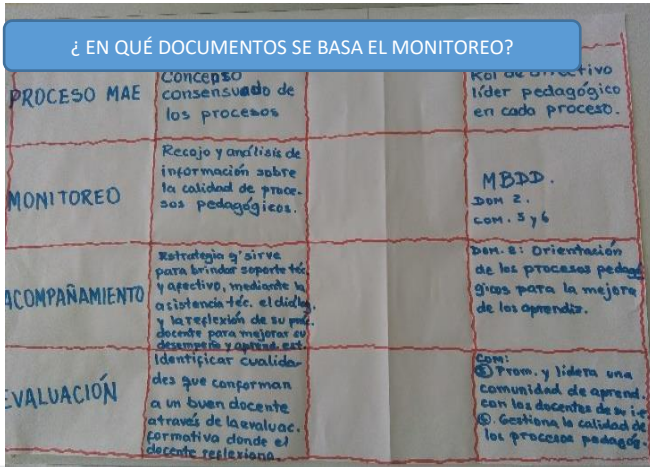 ¿ EN QUÉ DOCUMENTOS SE BASA EL MONITOREO?
PROCESO MAE
Concenso
consensuado de
los procesos
Rol de directivo
líder pedagógico
en cada proceso.
MONITOREO
Recojo y análisis de
información sobre
la calidad de proce-
sos pedagógicos.
MBDD.
DOM 2.
COM. 5 y 6
ACOMPAÑAMIENTO
Estrategia q' sirve
para brindar soporte téc.
y afectivo, mediante la
asistencia téc. el diálog.
y la reflexión de su prác.
docente para mejorar su
desempeño y aprend. est.
DOM. 2: Orientación
de los procesos pedagó
gicos para la mejora
de los aprendiz.
EVALUACIÓN
Identificar cualida-
des que conforman
a un buen docente
através de la evaluac.
formativa donde el
docente reflexiona.
Com:
⑤ Prom. y lidera una
comunidad de aprend.
con los docentes de su i.e
⑥. Gestiona la calidad de
los procesos pedagóg.